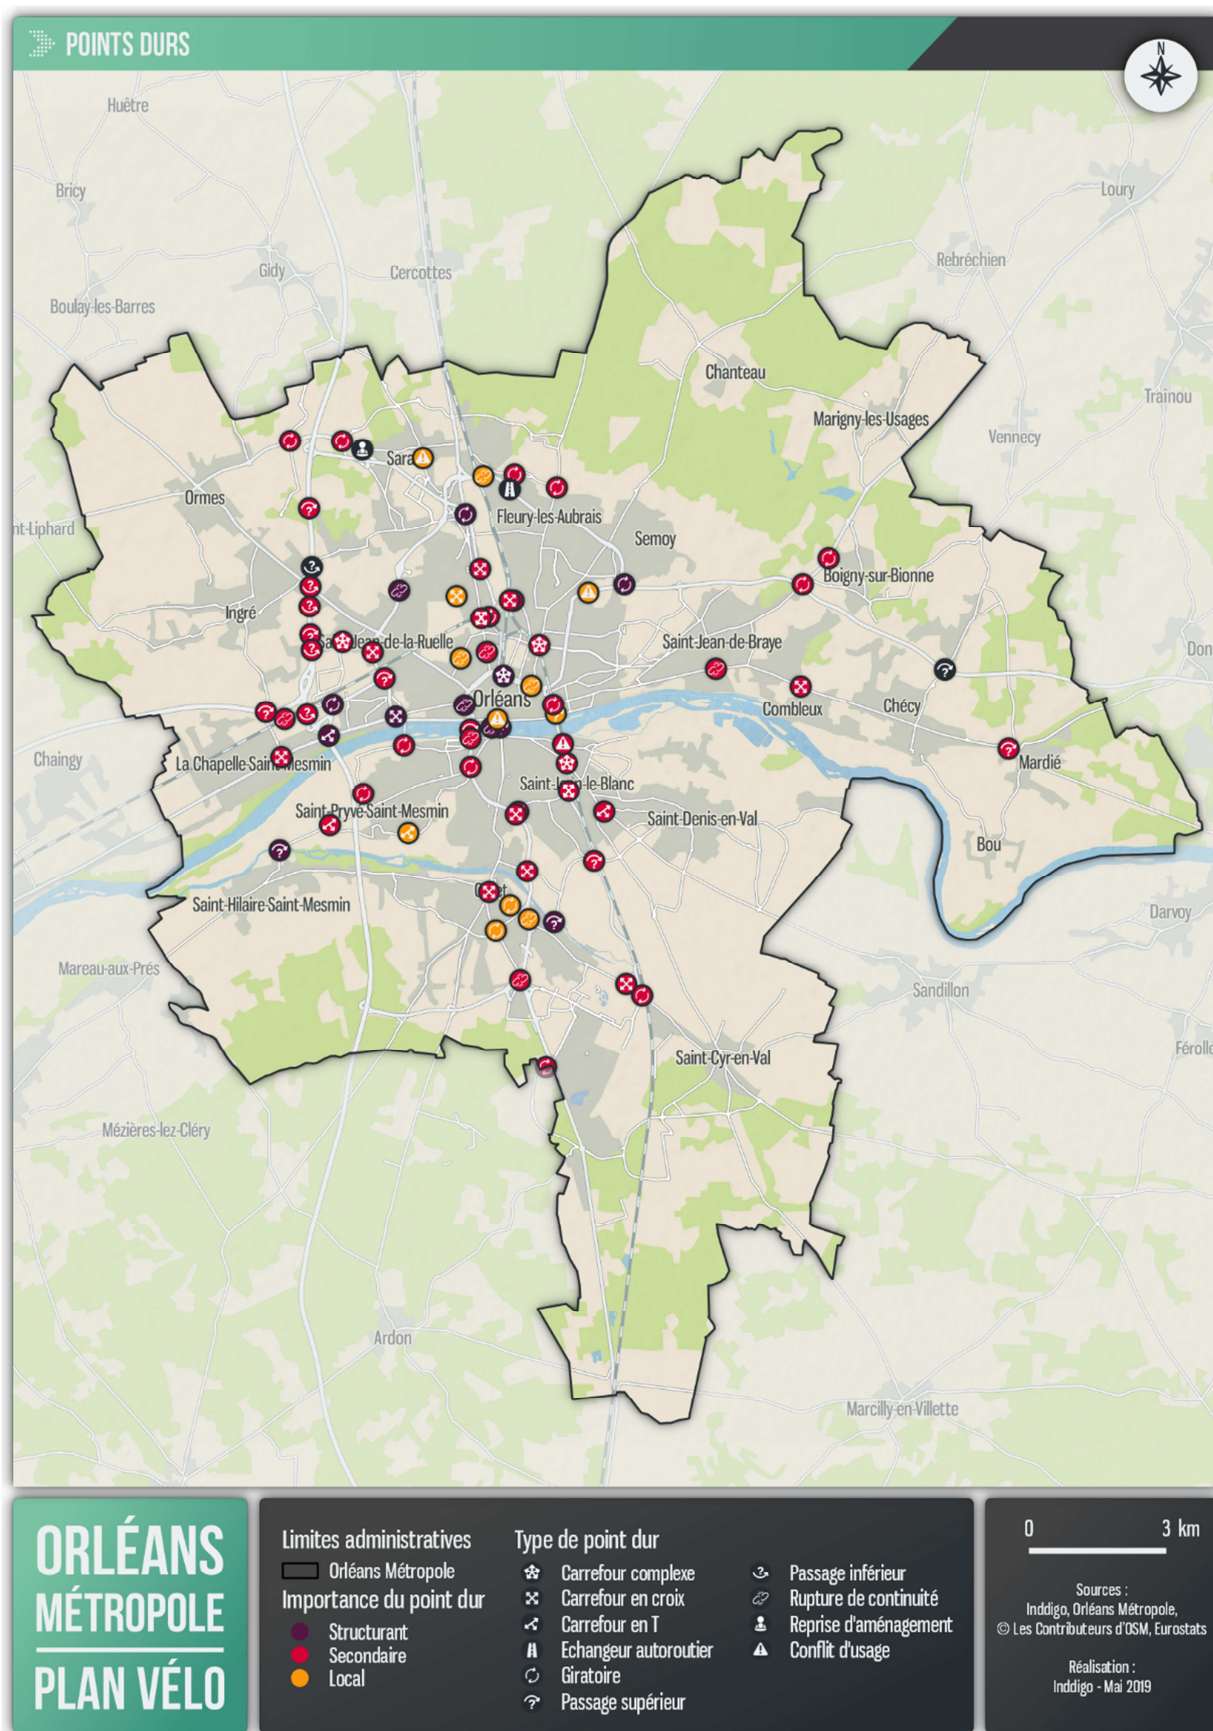 POINTS DURS
N
Huêtre
Bricy
Loury
Gidy
Cercottes
Rebréchien
Boulay-les-Barres
Chanteau
Traînou
Marigny-les-Usages
Vennecy
Sara
Ormes
Fleury-les-Aubrais
nt-Liphard
Semoy
Boigny-sur-Bionne
Ingré
Jean-de-la-Ruelle
Saint-Jean-de-Braye
Don
Orléans
Combleux
Chécy
Chaingy
La Chapelle-Saint-Mesmin
Mardié
Saint-Jean-le-Blanc
Saint-Pryvé-Saint-Mesmin
Saint-Denis-en-Val
Bou
Saint-Hilaire-Saint-Mesmin
Darvoy
Mareau-aux-Prés
Sandillon
Férolle
Saint-Cyr-en-Val
Mézières-lez-Cléry
Ardon
Marcilly-en-Villette
ORLÉANS
MÉTROPOLE
PLAN VÉLO
Limites administratives
Orléans Métropole
Importance du point dur
Structurant
Secondaire
Local
Type de point dur
Carrefour complexe
Carrefour en croix
Carrefour en T
Echangeur autoroutier
Giratoire
Passage supérieur
Passage inférieur
Rupture de continuité
Reprise d'aménagement
Conflit d'usage
0 3 km
Sources :
Inddigo, Orléans Métropole,
© Les Contributeurs d'OSM, Eurostats
Réalisation :
Inddigo - Mai 2019